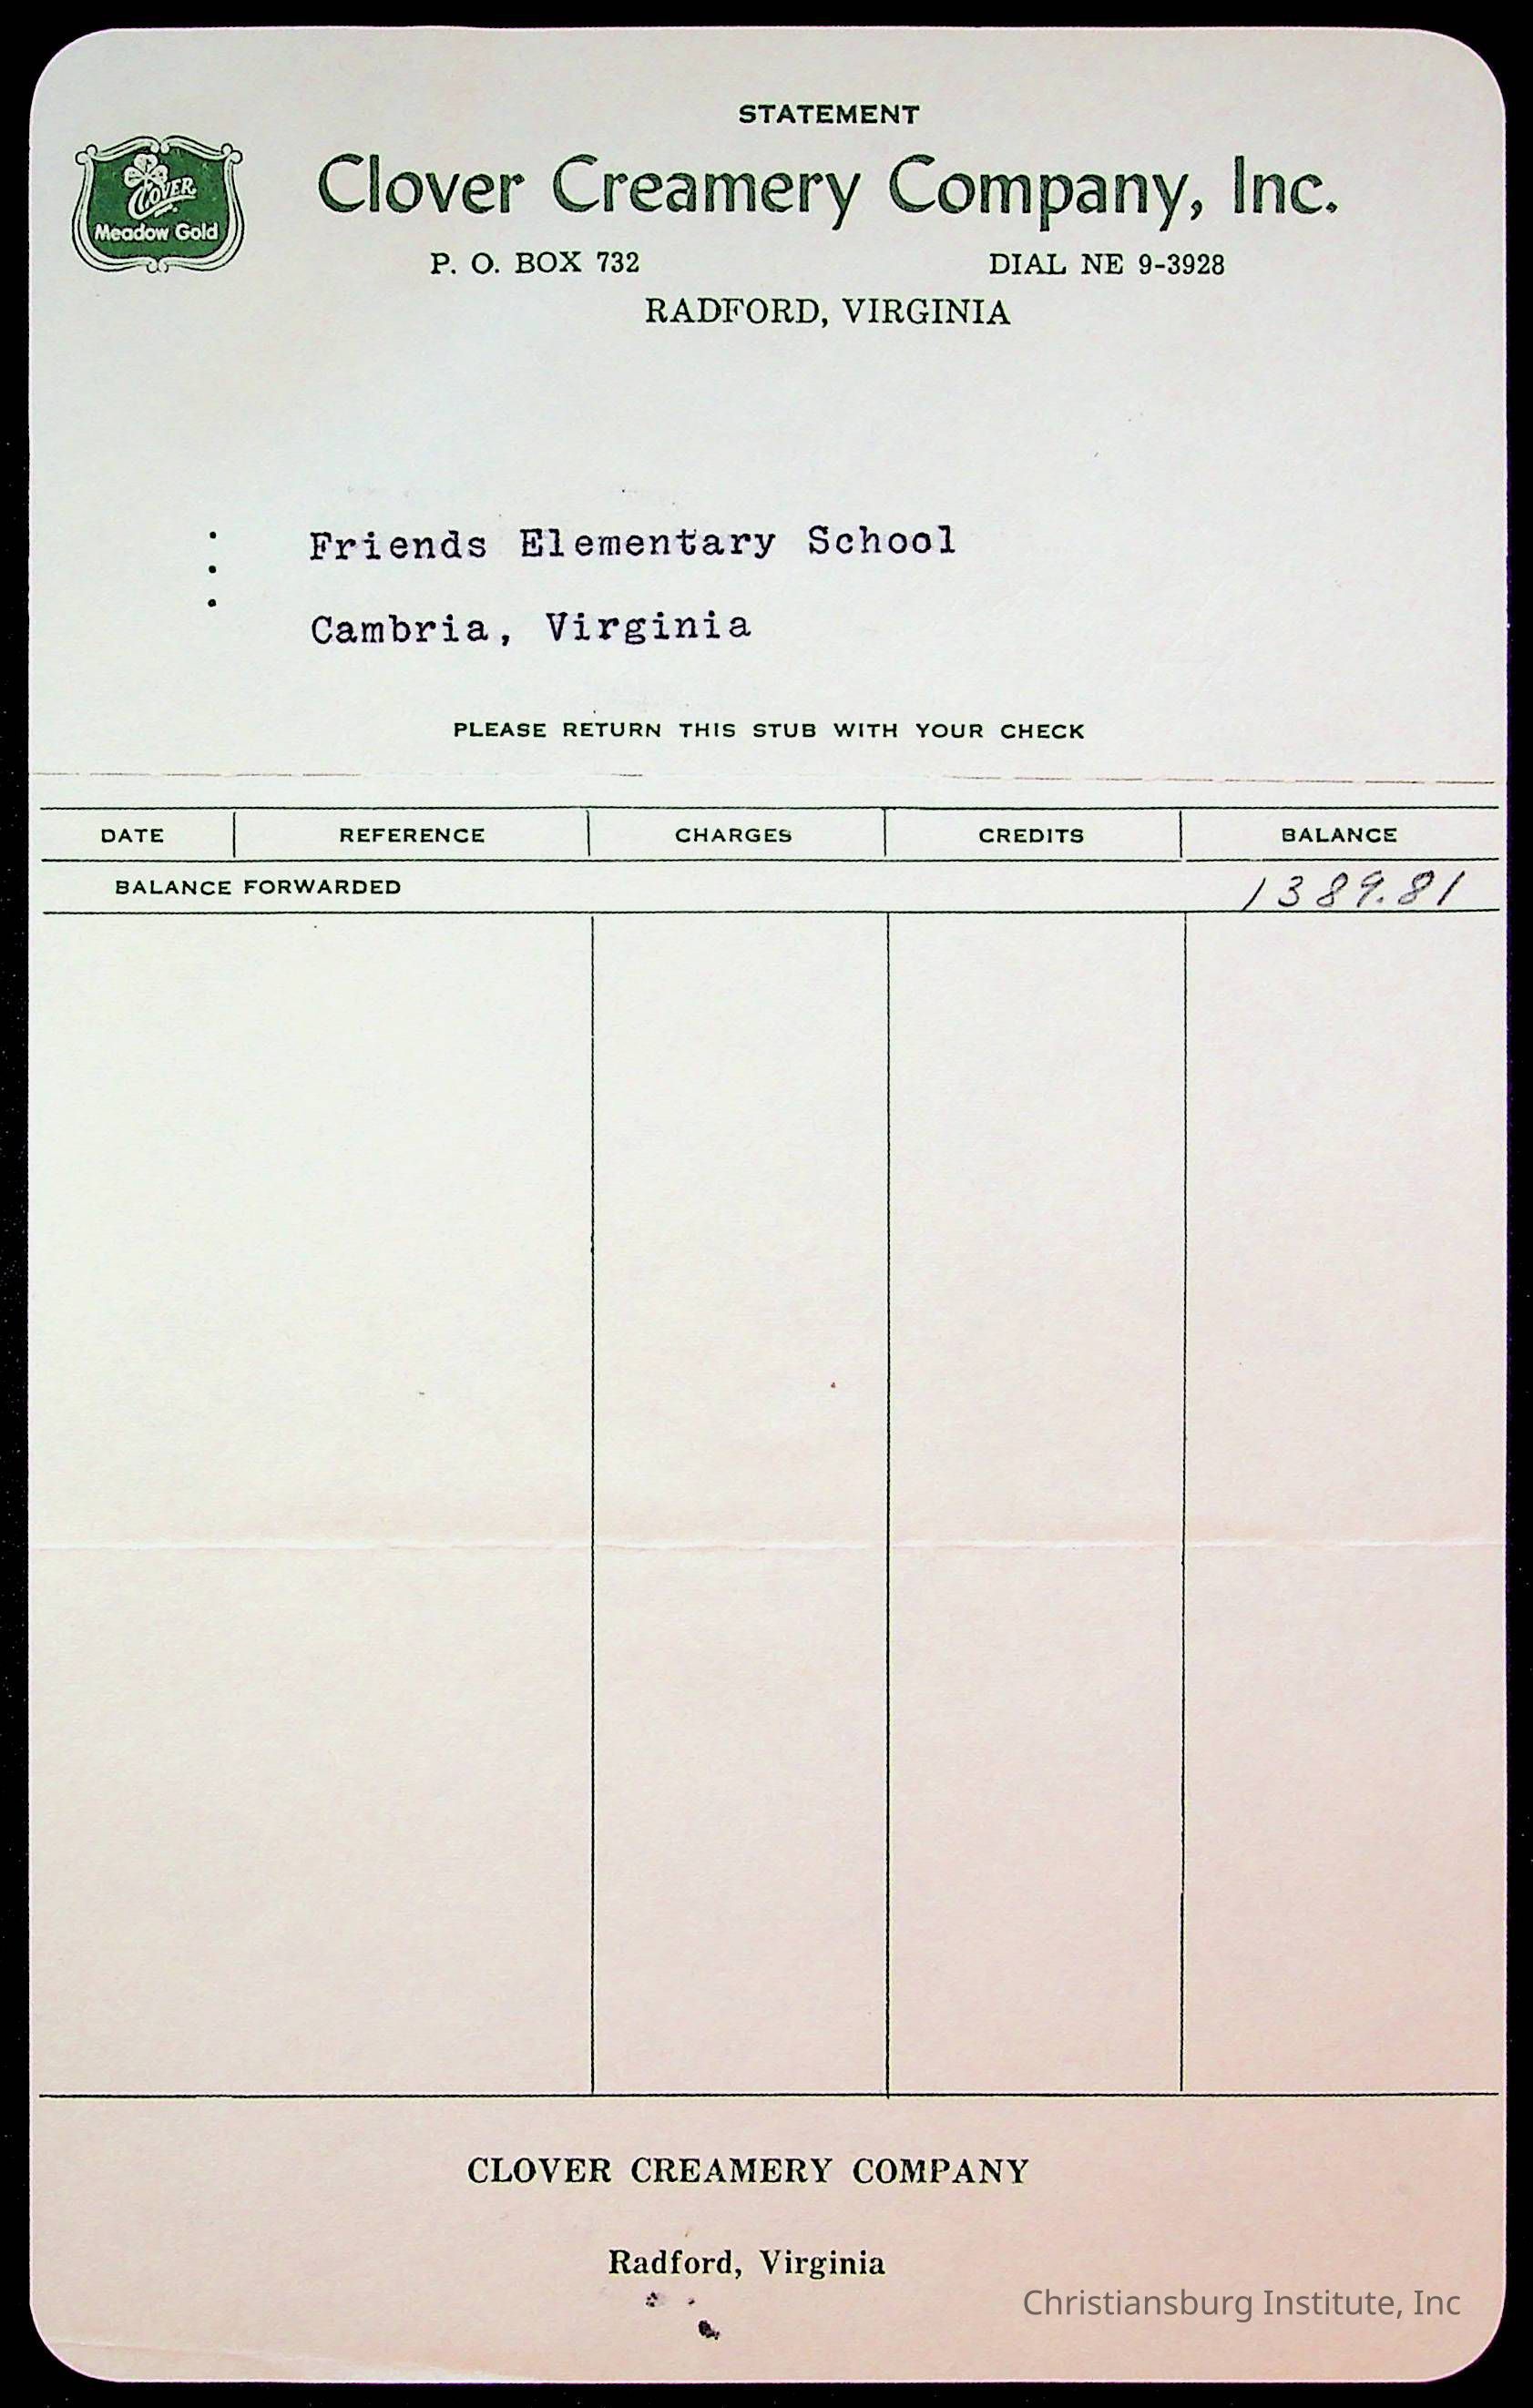 STATEMENT
CLOVER
Meadow Gold
Clover Creamery Company, Inc.
P. O. BOX 732 DIAL NE 9-3928
RADFORD, VIRGINIA
: Friends Elementary School
. Cambria, Virginia
PLEASE RETURN THIS STUB WITH YOUR CHECK
DATE REFERENCE CHARGES CREDITS BALANCE
BALANCE FORWARDED 1389.81
CLOVER CREAMERY COMPANY
Radford, Virginia
Christiansburg Institute, Inc